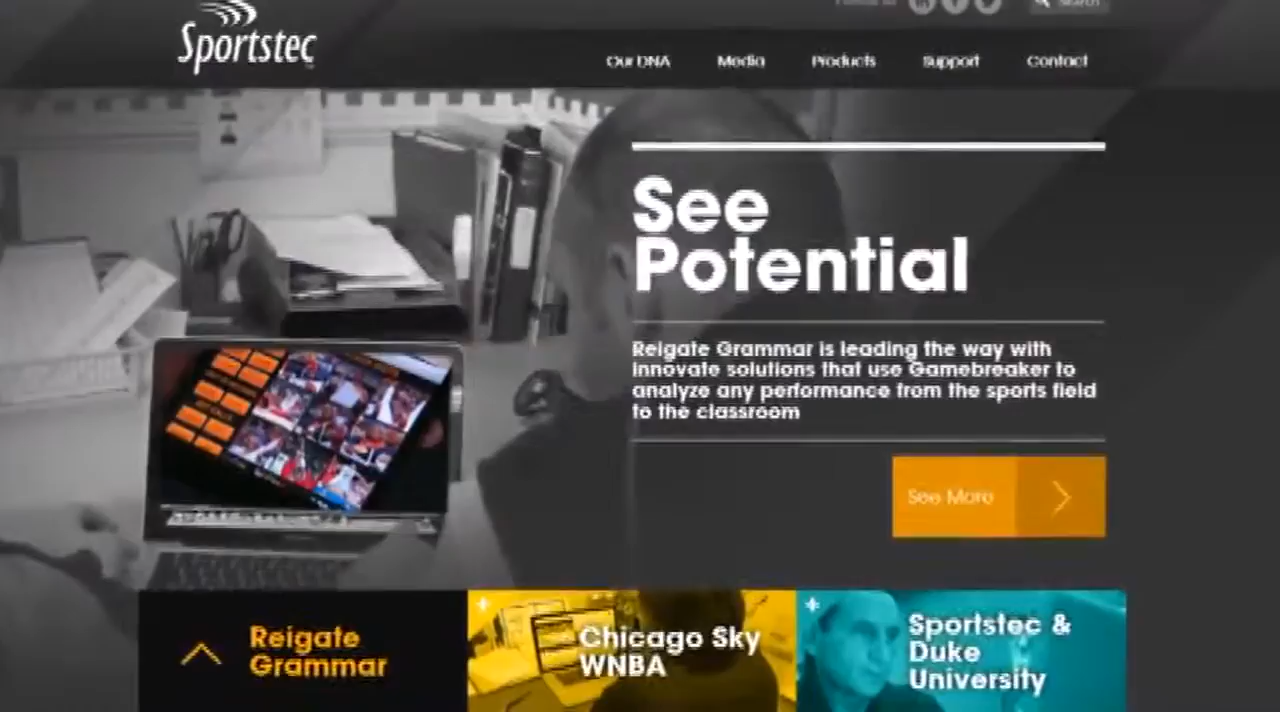 Sportstec
Search
Our DNA Media Products Support Contact
See
Potential
Reigate Grammar is leading the way with
innovate solutions that use Gamebreaker to
analyze any performance from the sports field
to the classroom
See More
Reigate
Grammar
Chicago Sky
WNBA
Sportstec &
Duke
University